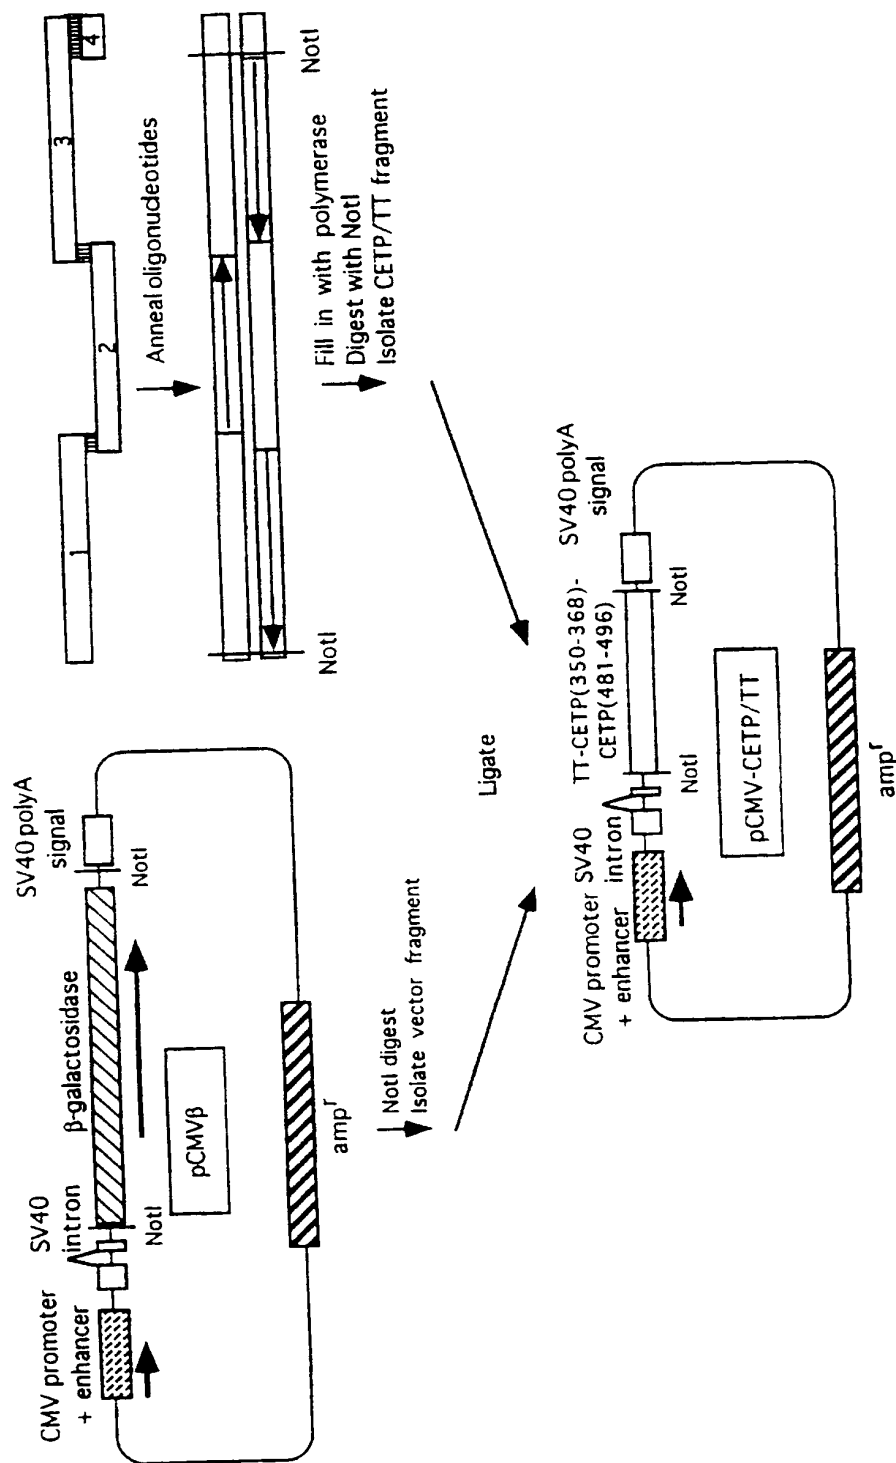 CMV promoter
+ enhancer
SV40
intron
β-galactosidase
SV40 polyA
signal
NotI
NotI
pCMVβ
amp^r
NotI digest
Isolate vector fragment
1
2
3
4
Anneal oligonudeotides
NotI
NotI
Fill in with polymerase
Digest with NotI
Isolate CETP/TT fragment
Ligate
CMV promoter
+ enhancer
SV40
intron
TT-CETP(350-368)-
CETP(481-496)
SV40 polyA
signal
NotI
NotI
pCMV-CETP/TT
amp^r